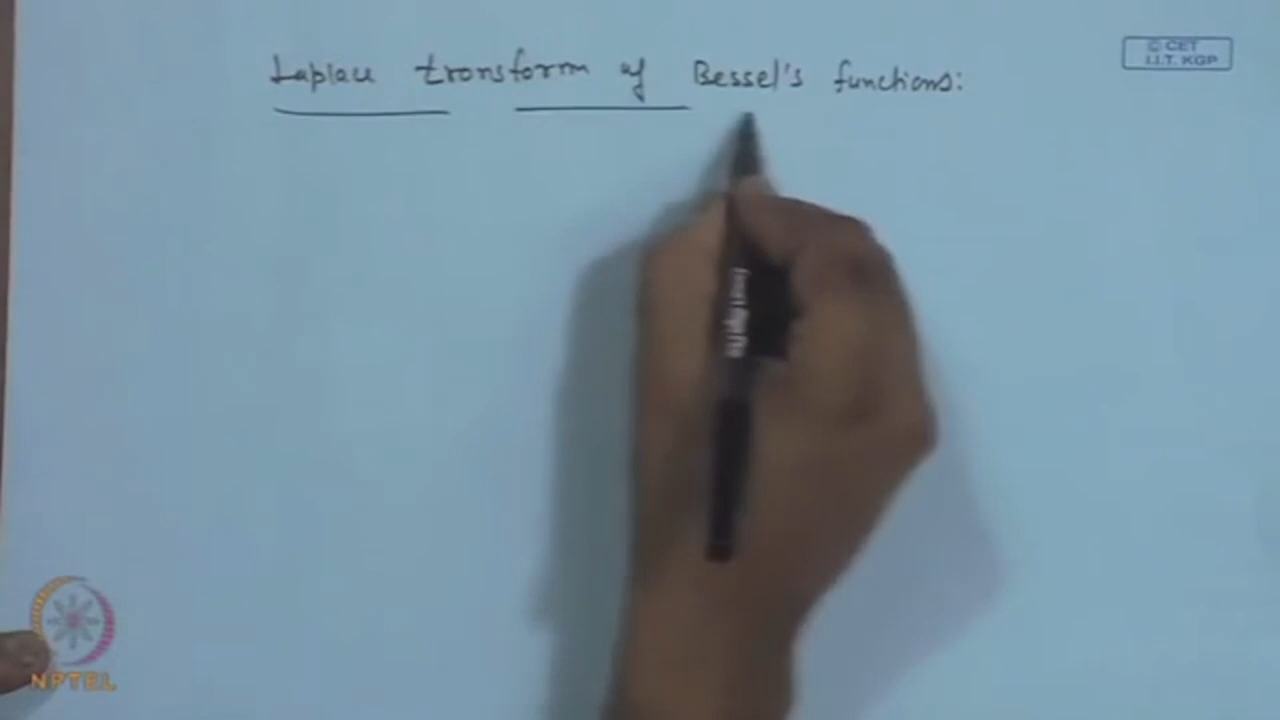 Laplace transform of Bessel's functions:
© CET
I.I.T. KGP
NPTEL